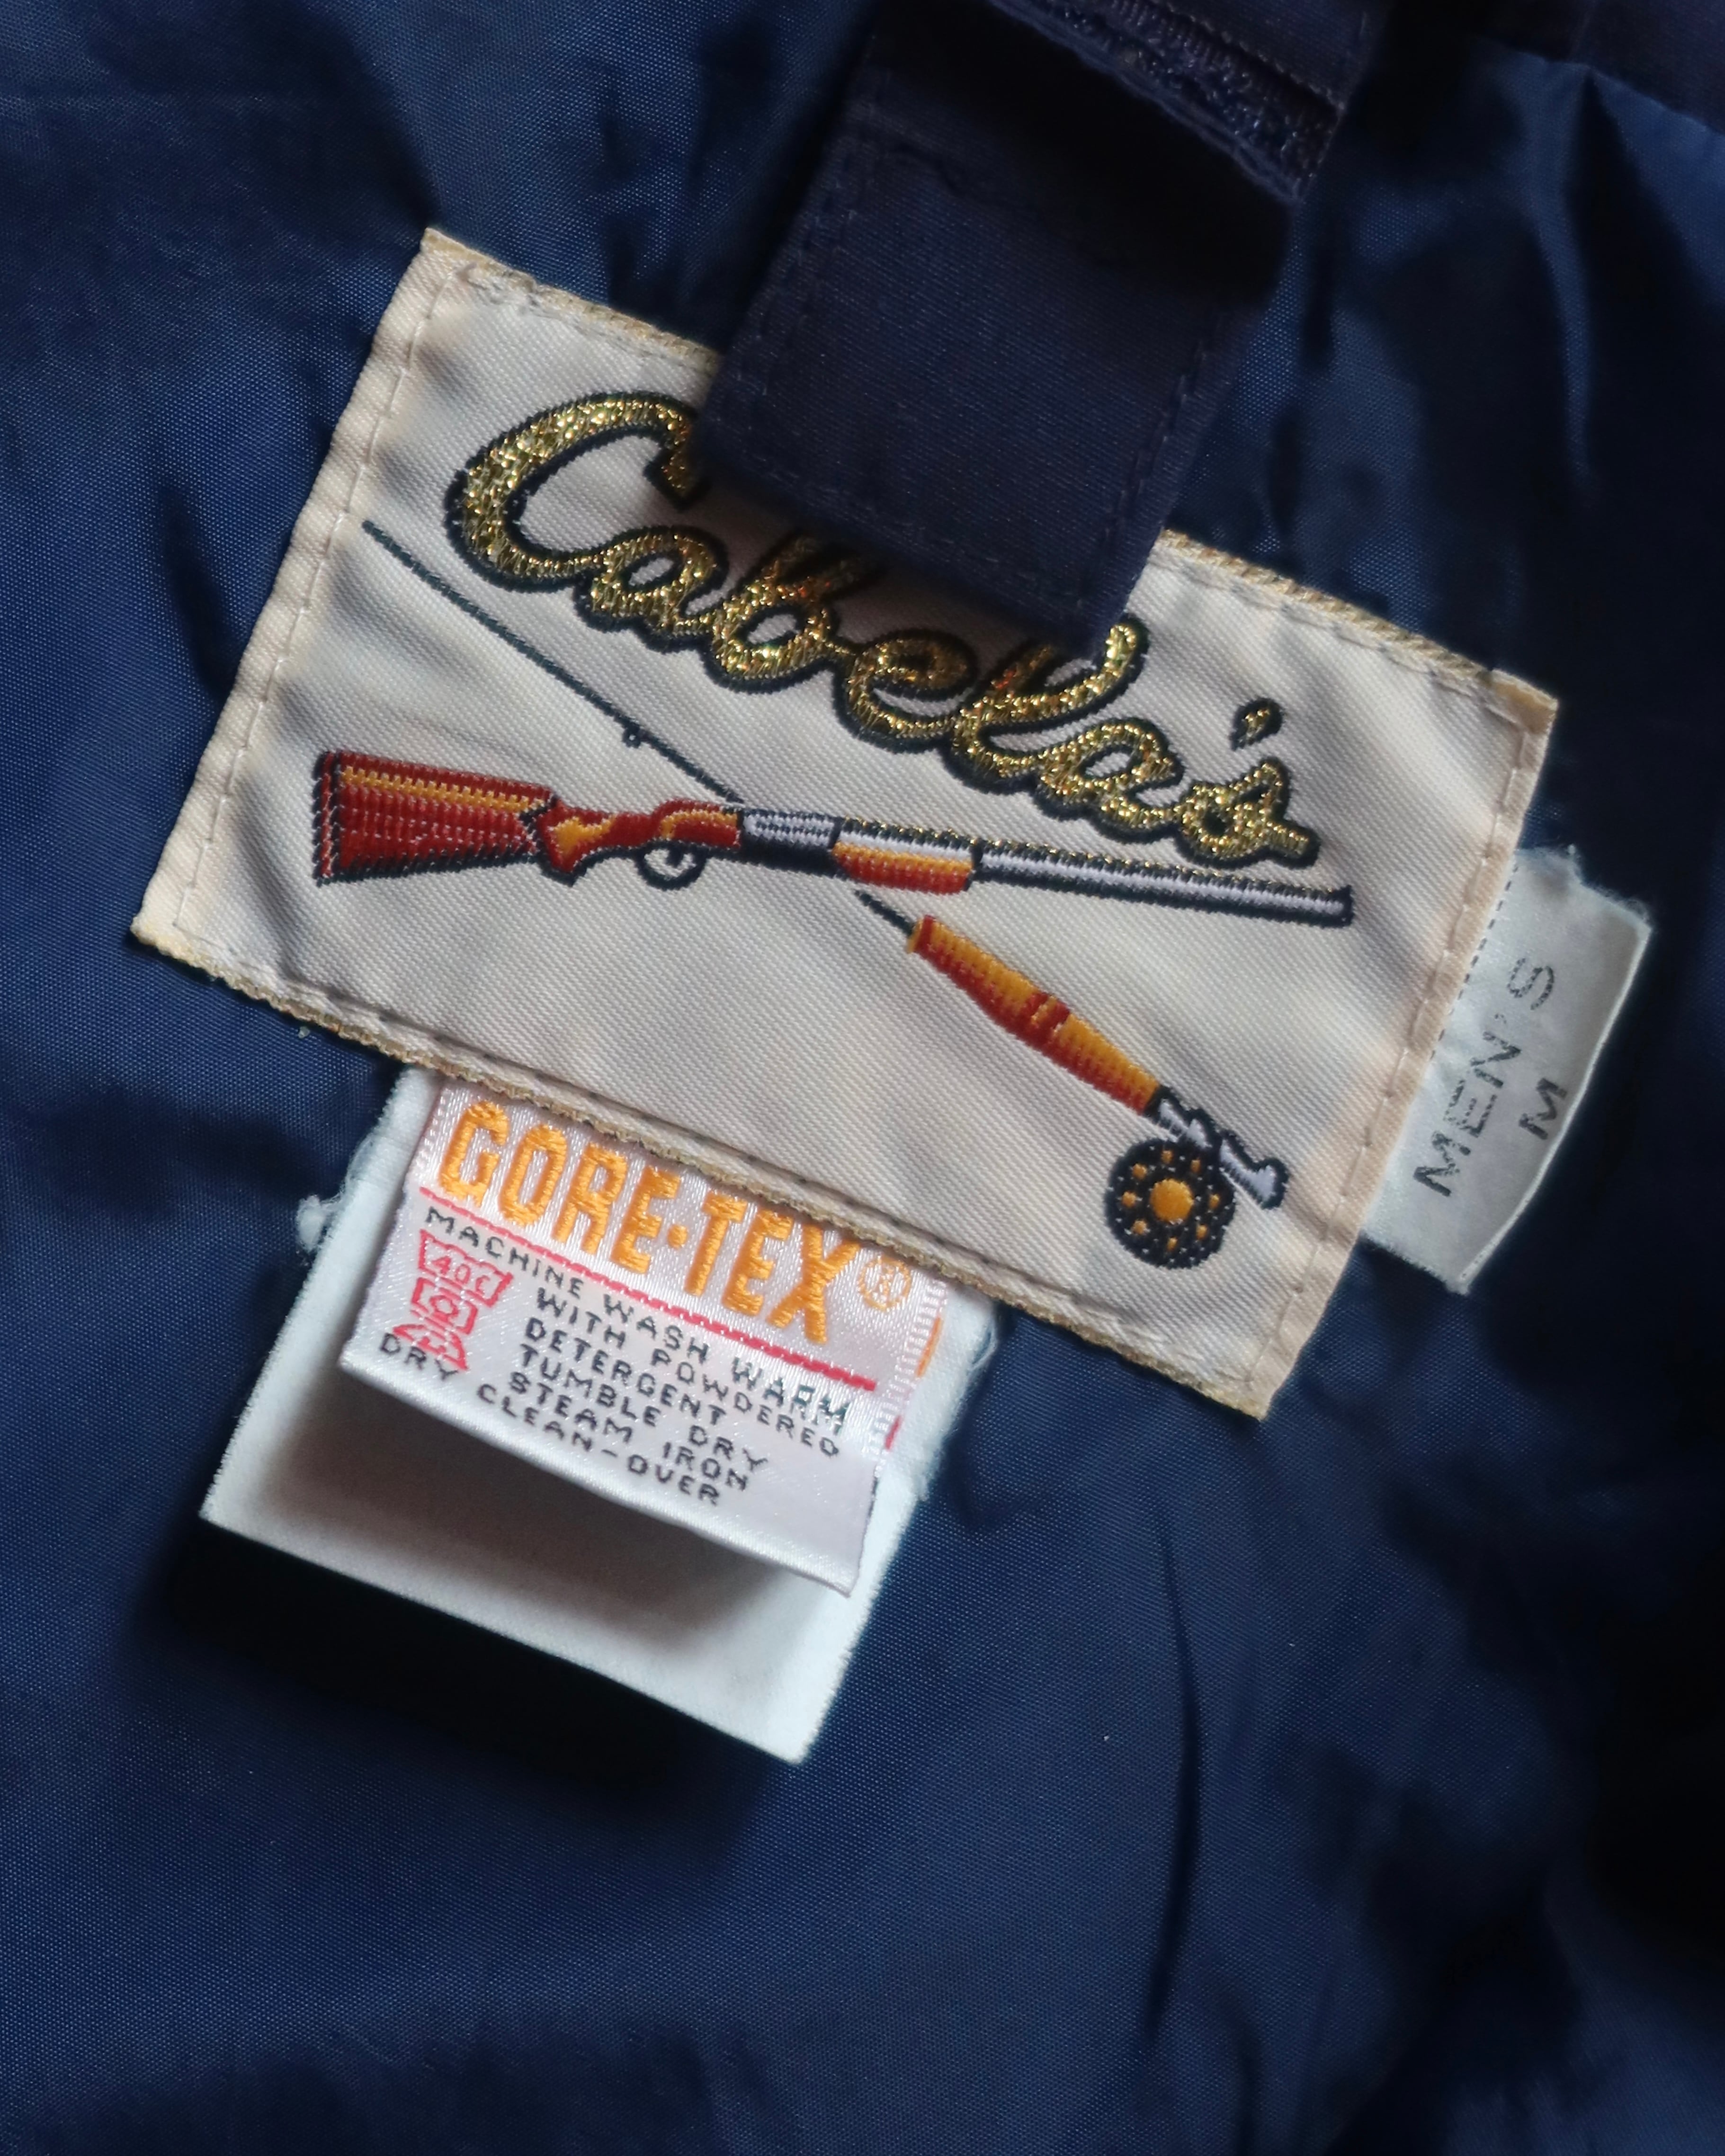 Cabela's
MEN'S
M
GORE-TEX®
MACHINE WASH WARM
WITH POWDERED
DETERGENT
TUMBLE DRY
STEAM IRON
DRY CLEAN-OVER
40C